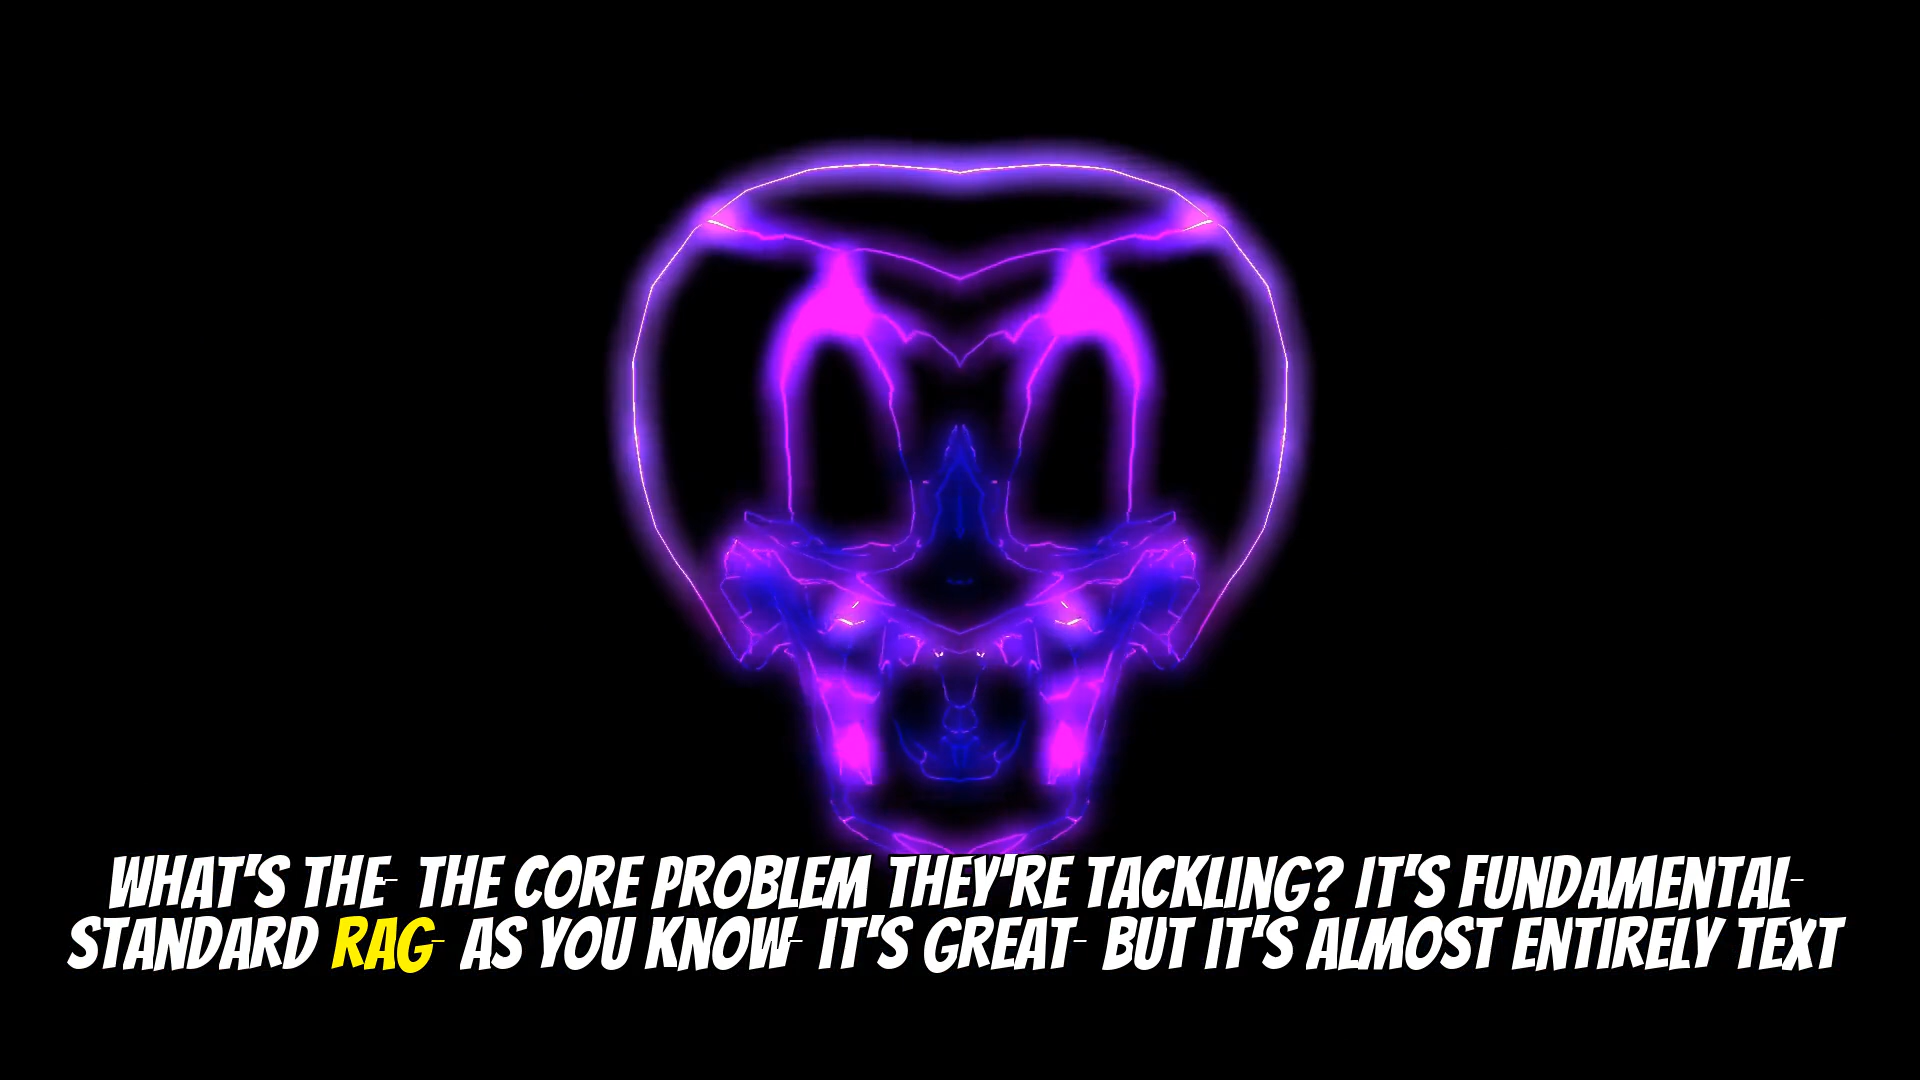 WHAT'S THE- THE CORE PROBLEM THEY'RE TACKLING? IT'S FUNDAMENTAL-
STANDARD RAG- AS YOU KNOW- IT'S GREAT- BUT IT'S ALMOST ENTIRELY TEXT